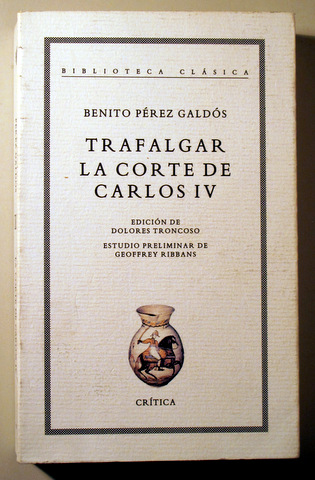 BIBLIOTECA CLÁSICA
BENITO PÉREZ GALDÓS
TRAFALGAR
LA CORTE DE
CARLOS IV
EDICIÓN DE
DOLORES TRONCOSO
ESTUDIO PRELIMINAR DE
GEOFFREY RIBBANS
CRÍTICA